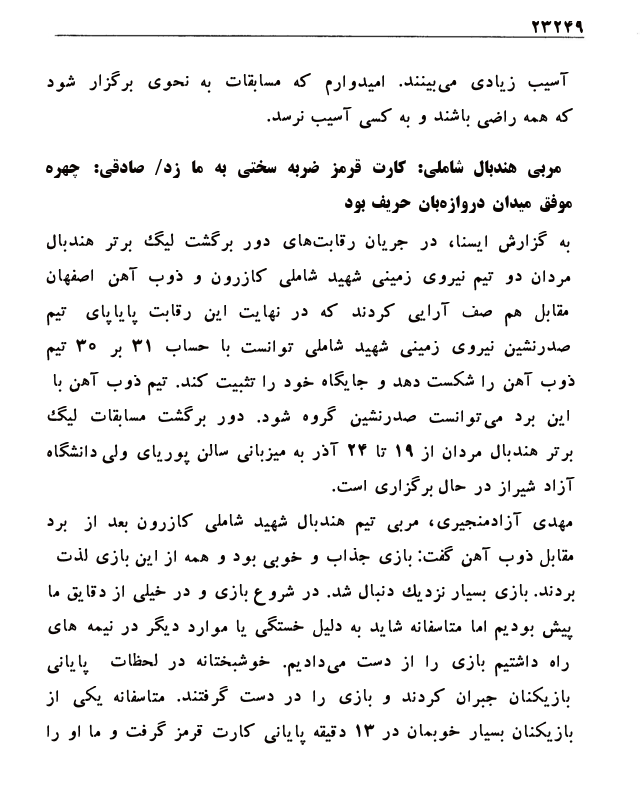 ۲۳۲۴۹
آسیب زیادی می‌بینند. امیدوارم که مسابقات به نحوی برگزار شود
که همه راضی باشند و به کسی آسیب نرسد.
مربی هندبال شاملی: کارت قرمز ضربه سختی به ما زد/ صادقی: چهره
موفق میدان دروازه‌بان حریف بود
به گزارش ایسنا، در جریان رقابت‌های دور برگشت لیگ برتر هندبال
مردان دو تیم نیروی زمینی شهید شاملی کازرون و ذوب آهن اصفهان
مقابل هم صف آرایی کردند که در نهایت این رقابت پایاپای تیم
صدرنشین نیروی زمینی شهید شاملی توانست با حساب ۳۱ بر ۳۰ تیم
ذوب آهن را شکست دهد و جایگاه خود را تثبیت کند. تیم ذوب آهن با
این برد می‌توانست صدرنشین گروه شود. دور برگشت مسابقات لیگ
برتر هندبال مردان از ۱۹ تا ۲۴ آذر به میزبانی سالن پوریای ولی دانشگاه
آزاد شیراز در حال برگزاری است.
مهدی آزادمنجیری، مربی تیم هندبال شهید شاملی کازرون بعد از برد
مقابل ذوب آهن گفت: بازی جذاب و خوبی بود و همه از این بازی لذت
بردند. بازی بسیار نزدیک دنبال شد. در شروع بازی و در خیلی از دقایق ما
پیش بودیم اما متاسفانه شاید به دلیل خستگی یا موارد دیگر در نیمه های
راه داشتیم بازی را از دست می‌دادیم. خوشبختانه در لحظات پایانی
بازیکنان جبران کردند و بازی را در دست گرفتند. متاسفانه یکی از
بازیکنان بسیار خوبمان در ۱۳ دقیقه پایانی کارت قرمز گرفت و ما او را